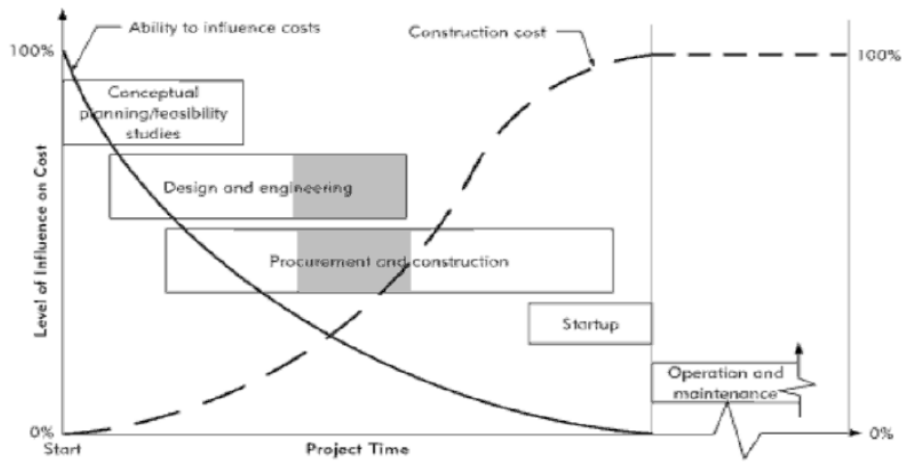 Ability to influence costs
Construction cost
100%
100%
Conceptual
planning/feasibility
studies
Design and engineering
Procurement and construction
Startup
Operation and
maintenance
Level of Influence on Cost
0%
0%
Start
Project Time